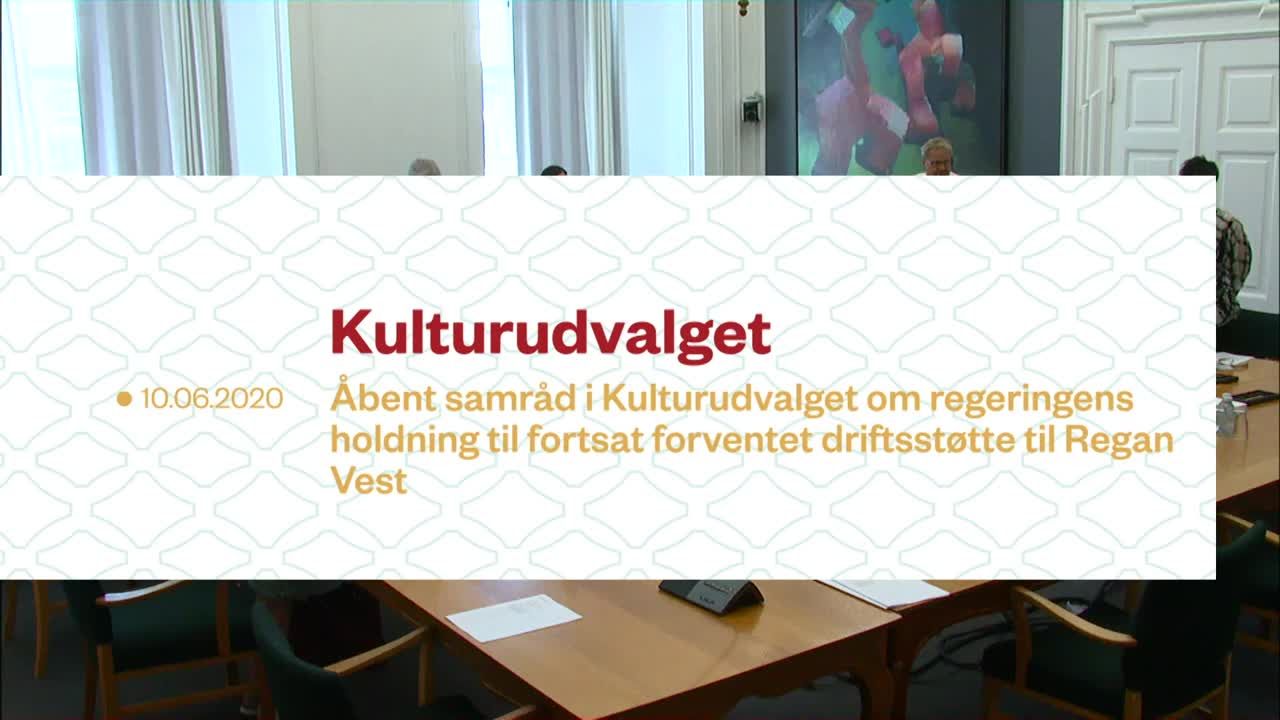 Kulturudvalget
10.06.2020
Åbent samråd i Kulturudvalget om regeringens
holdning til fortsat forventet driftsstøtte til Regan
Vest